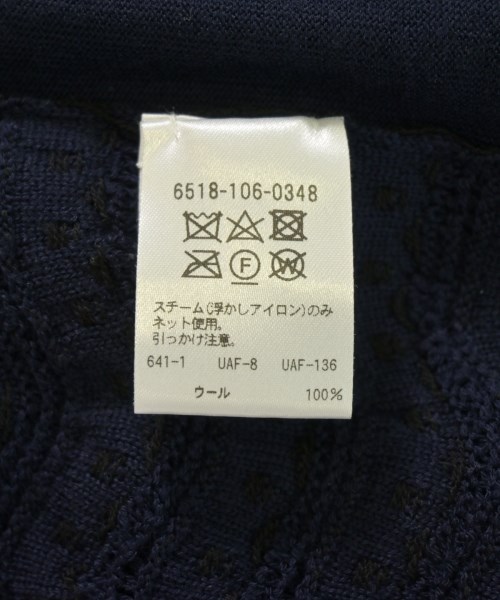 6518-106-0348
F W
スチーム(浮かしアイロン)のみ
ネット使用。
引っかけ注意。
641-1 UAF-8 UAF-136
ウール 100%